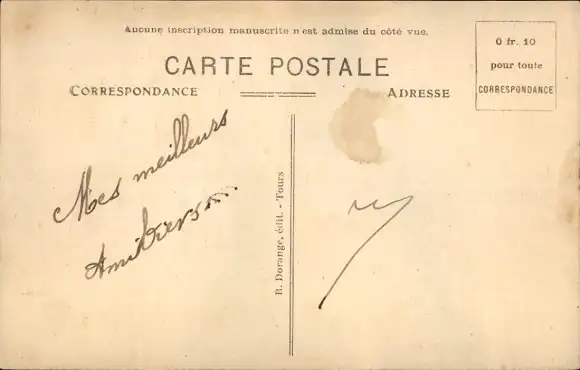 Aucune inscription manuscrite n'est admise du côté vue.
CARTE POSTALE
CORRESPONDANCE
ADRESSE
0 fr. 10
pour toute
CORRESPONDANCE
Mes meilleurs
R. Dorange, édit. - Tours